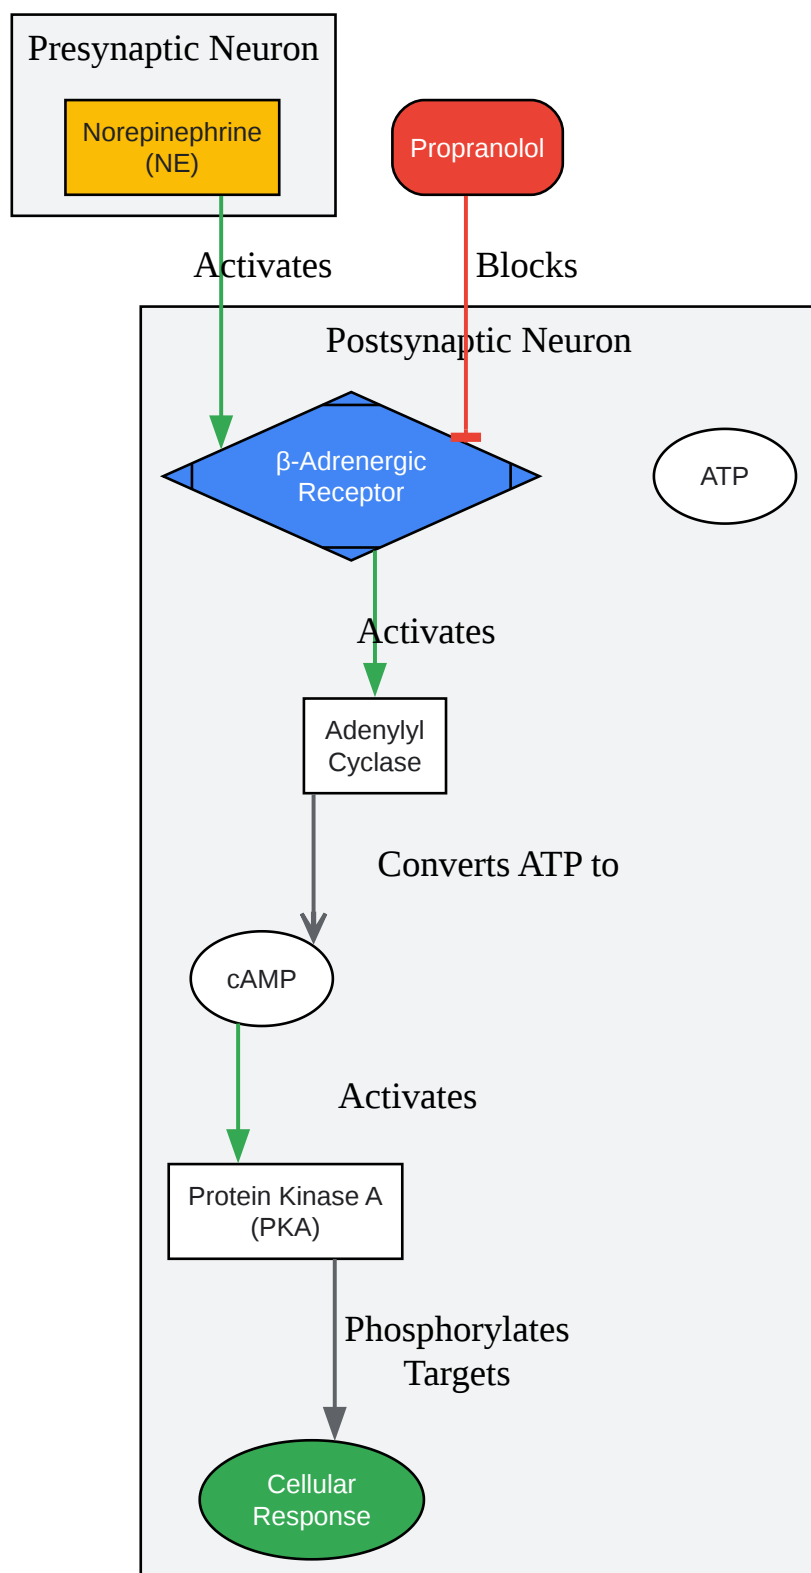 Presynaptic Neuron
Norepinephrine
(NE)
Propranolol
Activates
Blocks
Postsynaptic Neuron
β-Adrenergic
Receptor
ATP
Activates
Adenylyl
Cyclase
Converts ATP to
cAMP
Activates
Protein Kinase A
(PKA)
Phosphorylates
Targets
Cellular
Response